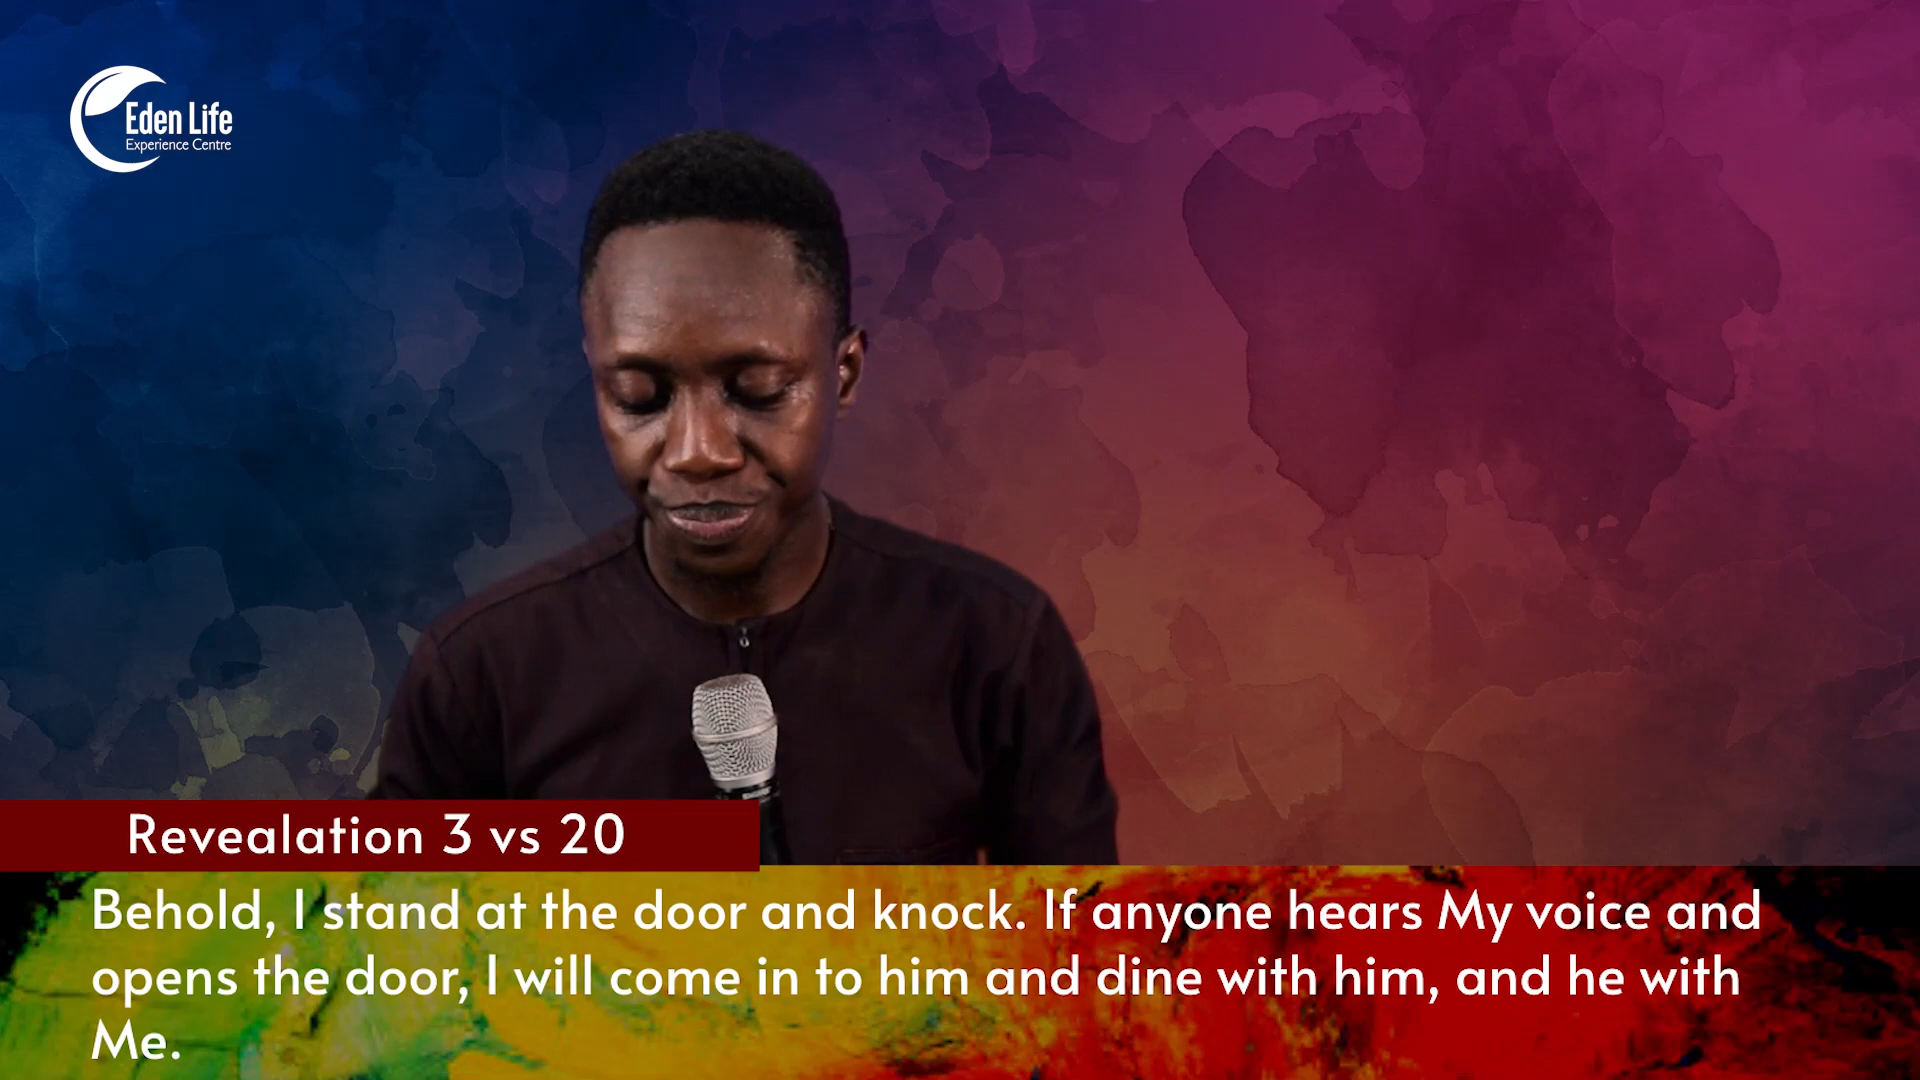 Eden Life
Experience Centre
Revealation 3 vs 20
Behold, I stand at the door and knock. If anyone hears My voice and
opens the door, I will come in to him and dine with him, and he with
Me.